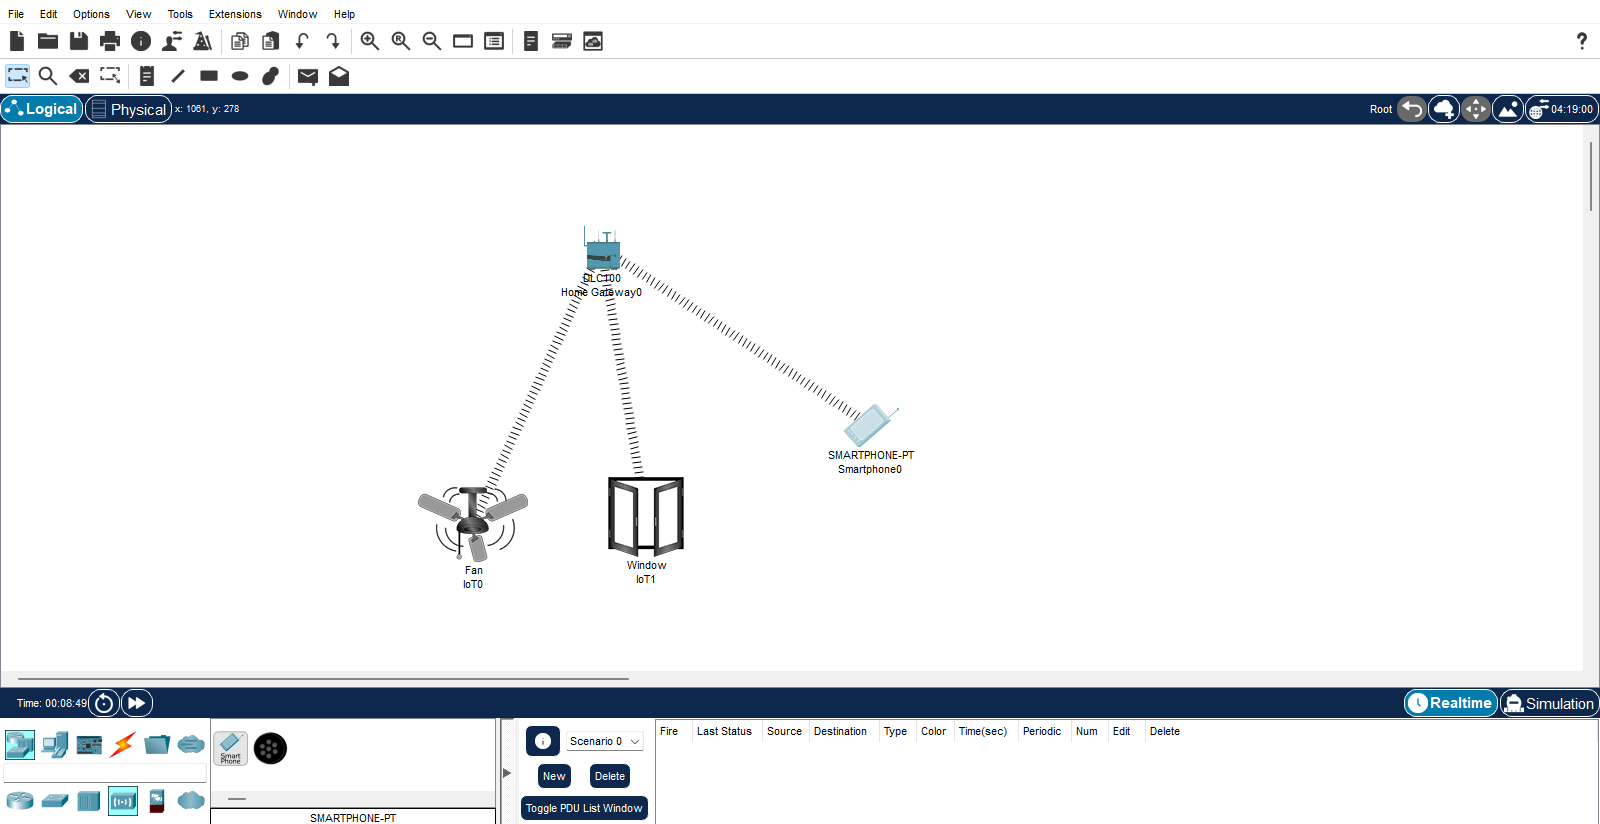 File Edit Options View Tools Extensions Window Help
?
Logical Physical x: 1061, y: 278 Root 04:19:00
DLC100
Home Gateway0
SMARTPHONE-PT
Smartphone0
Fan
IoT0
Window
IoT1
Time: 00:08:49 Realtime Simulation
Smart
Phone
SMARTPHONE-PT
Scenario 0
New Delete
Toggle PDU List Window
Fire Last Status Source Destination Type Color Time(sec) Periodic Num Edit Delete